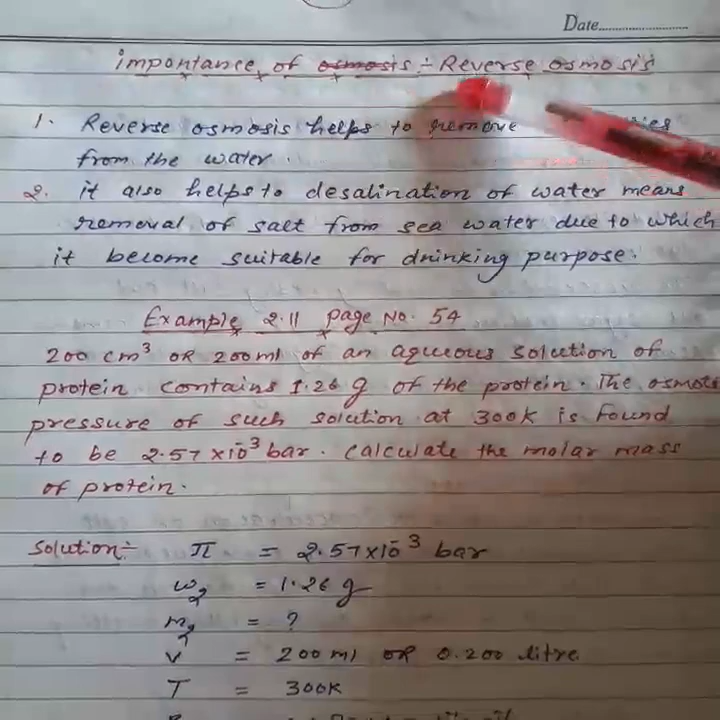 Date
importance of osmosis :- Reverse osmosis
1. Reverse osmosis helps to remove
from the water.
2. it also helps to desalination of water means
removal of salt from sea water due to which
it become suitable for drinking purpose.
Example 2.11 page No. 54
200 cm³ OR 200ml of an aqueous solution of
protein contains 1.26 g of the protein. The osmoti
pressure of such solution at 300K is found
to be 2.57 x10⁻³ bar. Calculate the molar mass
of protein.
Solution:- π = 2.57x10⁻³ bar
w₂ = 1.26 g
M₂ = ?
V = 200 ml OR 0.200 litre
T = 300K